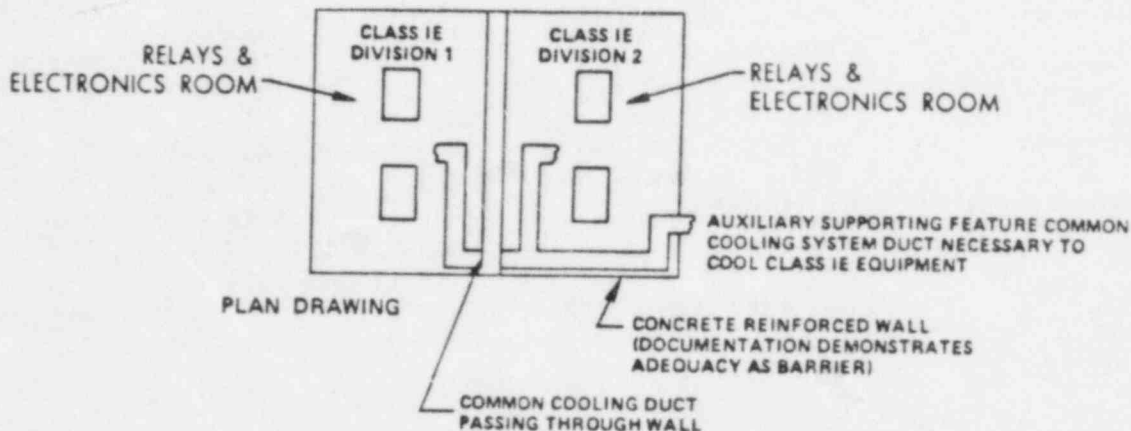 CLASS IE
DIVISION 1
CLASS IE
DIVISION 2
RELAYS &
ELECTRONICS ROOM
RELAYS &
ELECTRONICS ROOM
AUXILIARY SUPPORTING FEATURE COMMON
COOLING SYSTEM DUCT NECESSARY TO
COOL CLASS IE EQUIPMENT
PLAN DRAWING
CONCRETE REINFORCED WALL
(DOCUMENTATION DEMONSTRATES
ADEQUACY AS BARRIER)
COMMON COOLING DUCT
PASSING THROUGH WALL